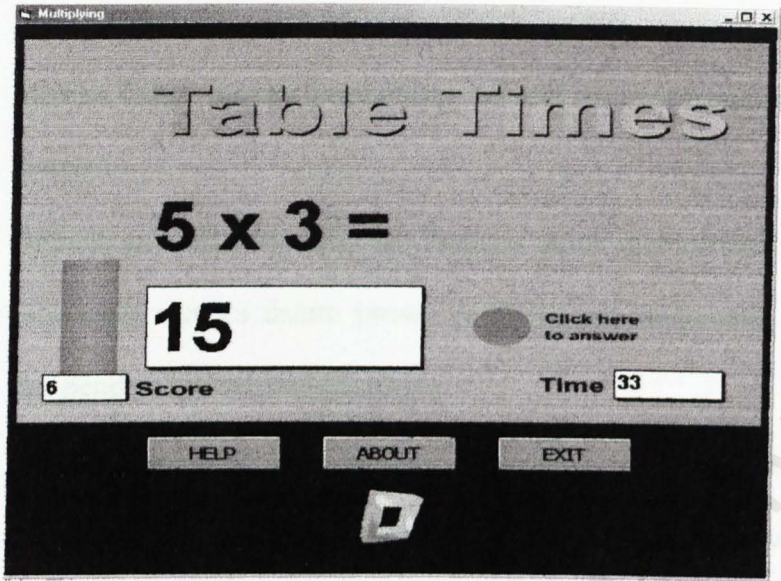 Multiplying
Table Times
5 x 3 =
15
Click here
to answer
6 Score
Time 33
HELP ABOUT EXIT